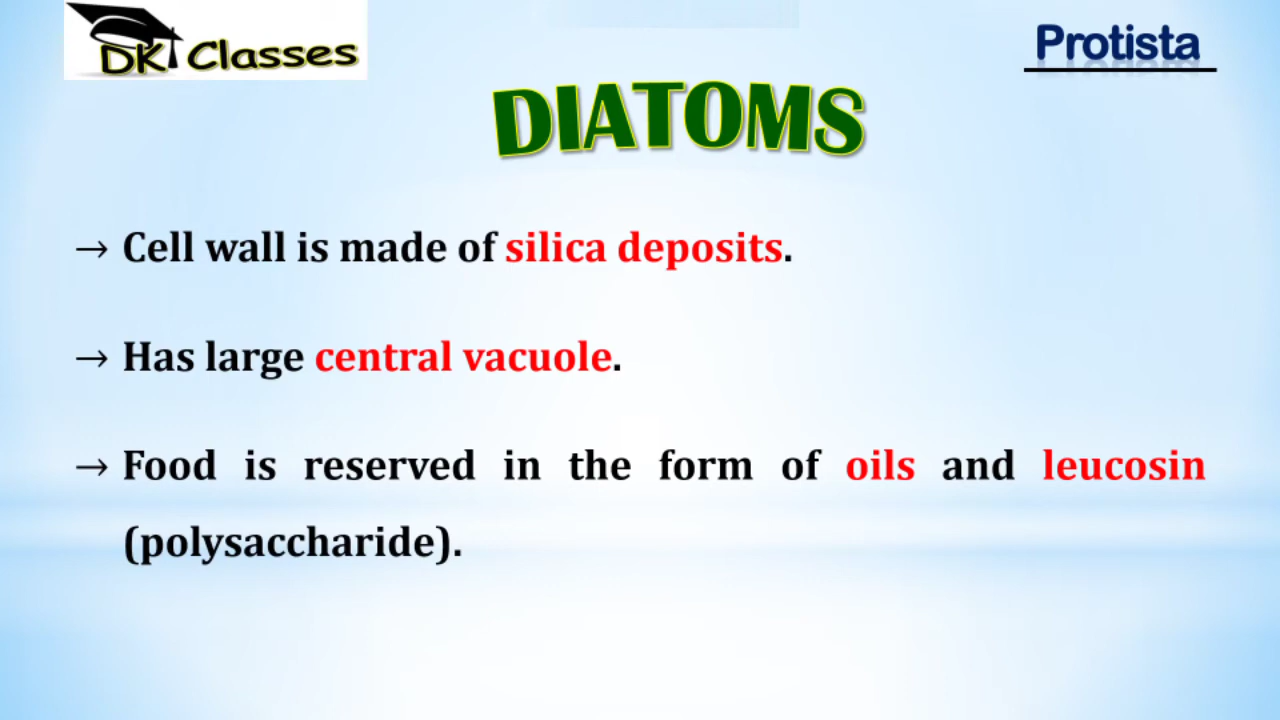 DK Classes
Protista
DIATOMS
→ Cell wall is made of silica deposits.
→ Has large central vacuole.
→ Food is reserved in the form of oils and leucosin
(polysaccharide).